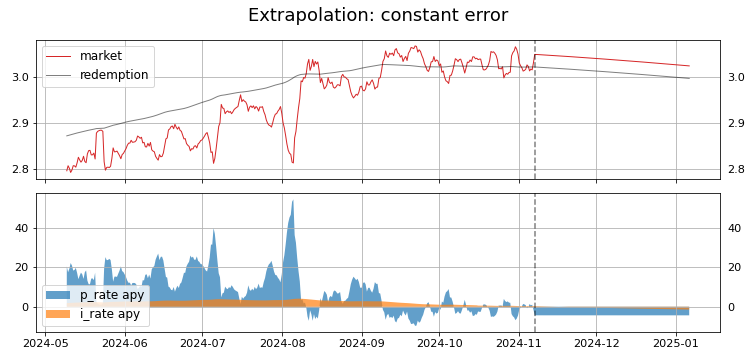 Extrapolation: constant error
market
redemption
3.0 3.0
2.9 2.9
2.8 2.8
40 40
20 20
0 0
p_rate apy
i_rate apy
2024-05 2024-06 2024-07 2024-08 2024-09 2024-10 2024-11 2024-12 2025-01